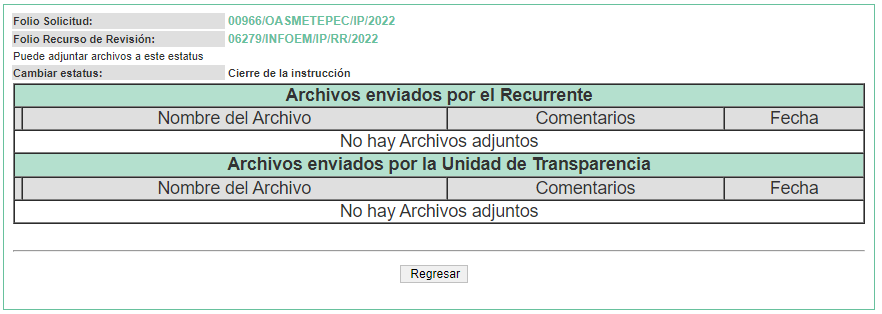 Folio Solicitud: 00966/OASMETEPEC/IP/2022
Folio Recurso de Revisión: 06279/INFOEM/IP/RR/2022
Puede adjuntar archivos a este estatus
Cambiar estatus: Cierre de la instrucción
Archivos enviados por el Recurrente
Nombre del Archivo Comentarios Fecha
No hay Archivos adjuntos
Archivos enviados por la Unidad de Transparencia
Nombre del Archivo Comentarios Fecha
No hay Archivos adjuntos
Regresar